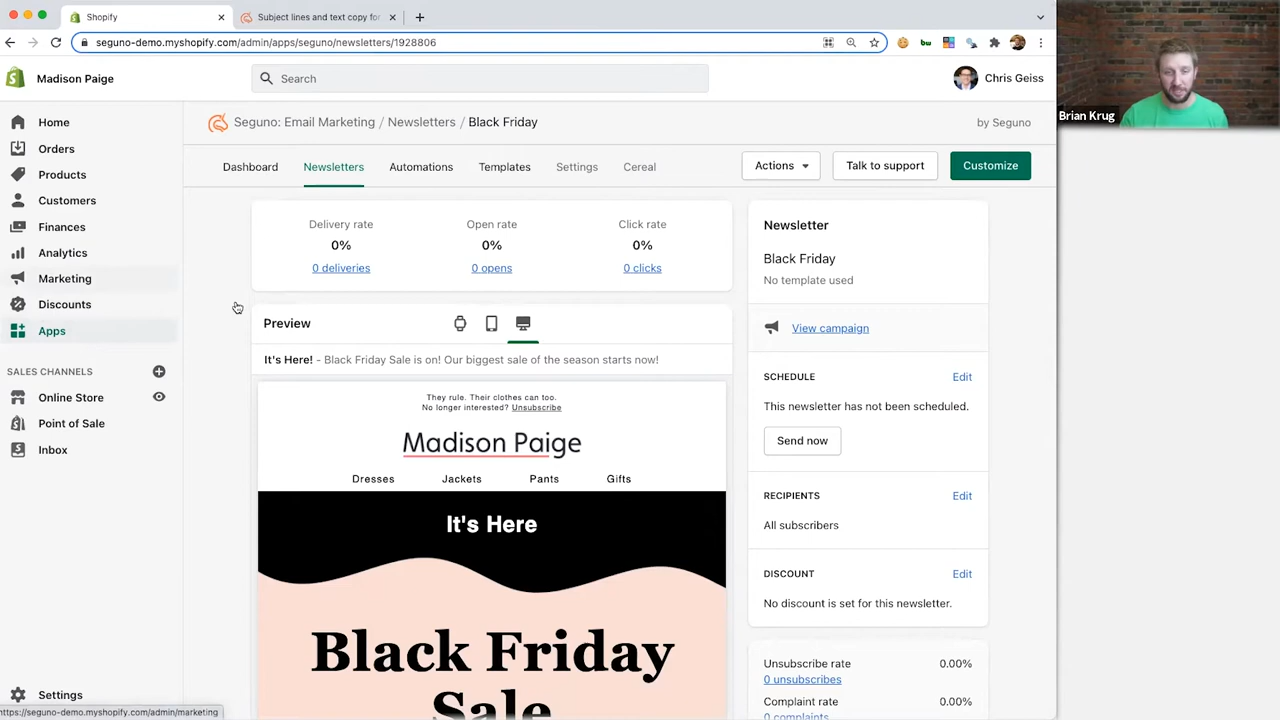 Shopify
Subject lines and text copy for
seguno-demo.myshopify.com/admin/apps/seguno/newsletters/1928806
bw
Madison Paige
Search
Chris Geiss
Brian Krug
Home
Orders
Products
Customers
Finances
Analytics
Marketing
Discounts
Apps
SALES CHANNELS
Online Store
Point of Sale
Inbox
Settings
https://seguno-demo.myshopify.com/admin/marketing
Seguno: Email Marketing / Newsletters / Black Friday
by Seguno
Dashboard Newsletters Automations Templates Settings Cereal
Actions Talk to support Customize
Delivery rate Open rate Click rate
0% 0% 0%
0 deliveries 0 opens 0 clicks
Preview
It's Here! - Black Friday Sale is on! Our biggest sale of the season starts now!
They rule. Their clothes can too.
No longer interested? Unsubscribe
Madison Paige
Dresses Jackets Pants Gifts
It's Here
Black Friday
Sale
Newsletter
Black Friday
No template used
View campaign
SCHEDULE Edit
This newsletter has not been scheduled.
Send now
RECIPIENTS Edit
All subscribers
DISCOUNT Edit
No discount is set for this newsletter.
Unsubscribe rate 0.00%
0 unsubscribes
Complaint rate 0.00%
0 complaints